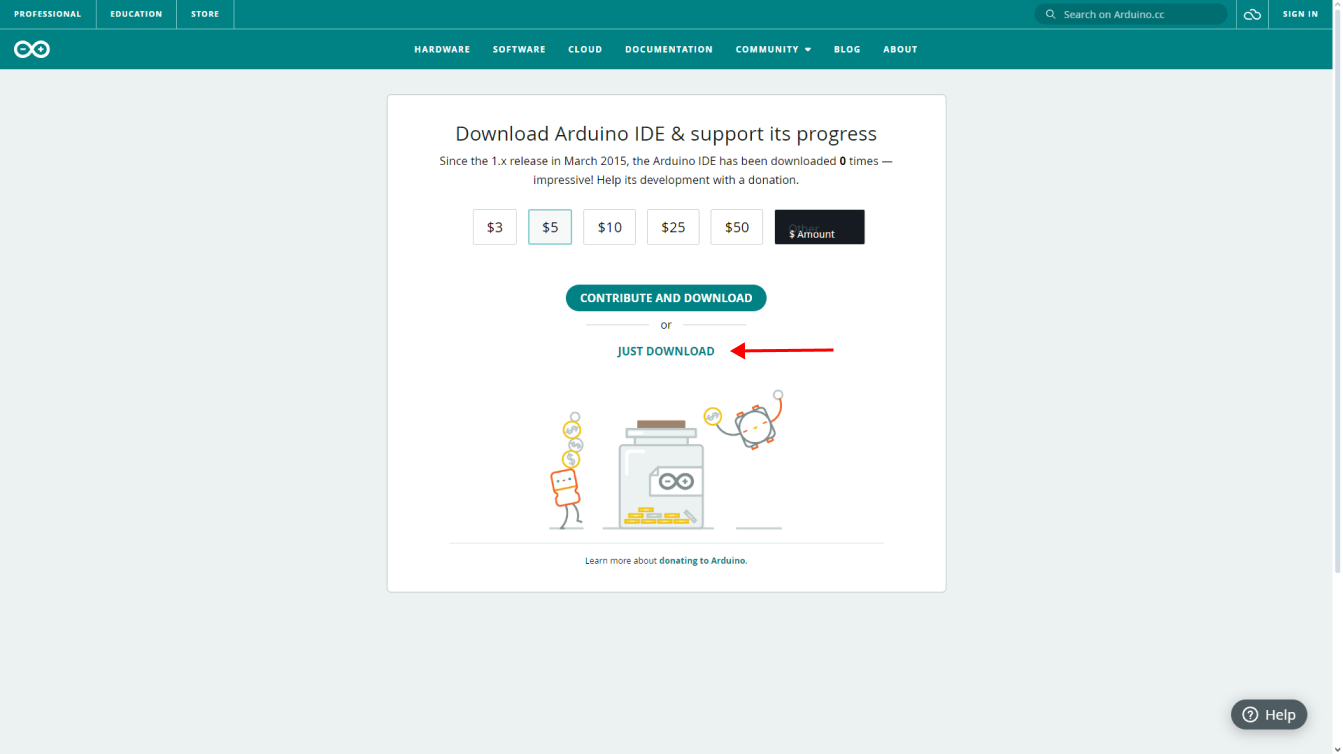 PROFESSIONAL
EDUCATION
STORE
Search on Arduino.cc
SIGN IN
HARDWARE
SOFTWARE
CLOUD
DOCUMENTATION
COMMUNITY
BLOG
ABOUT
Download Arduino IDE & support its progress
Since the 1.x release in March 2015, the Arduino IDE has been downloaded 0 times —
impressive! Help its development with a donation.
$3
$5
$10
$25
$50
Other
$ Amount
CONTRIBUTE AND DOWNLOAD
or
JUST DOWNLOAD
Learn more about donating to Arduino.
Help